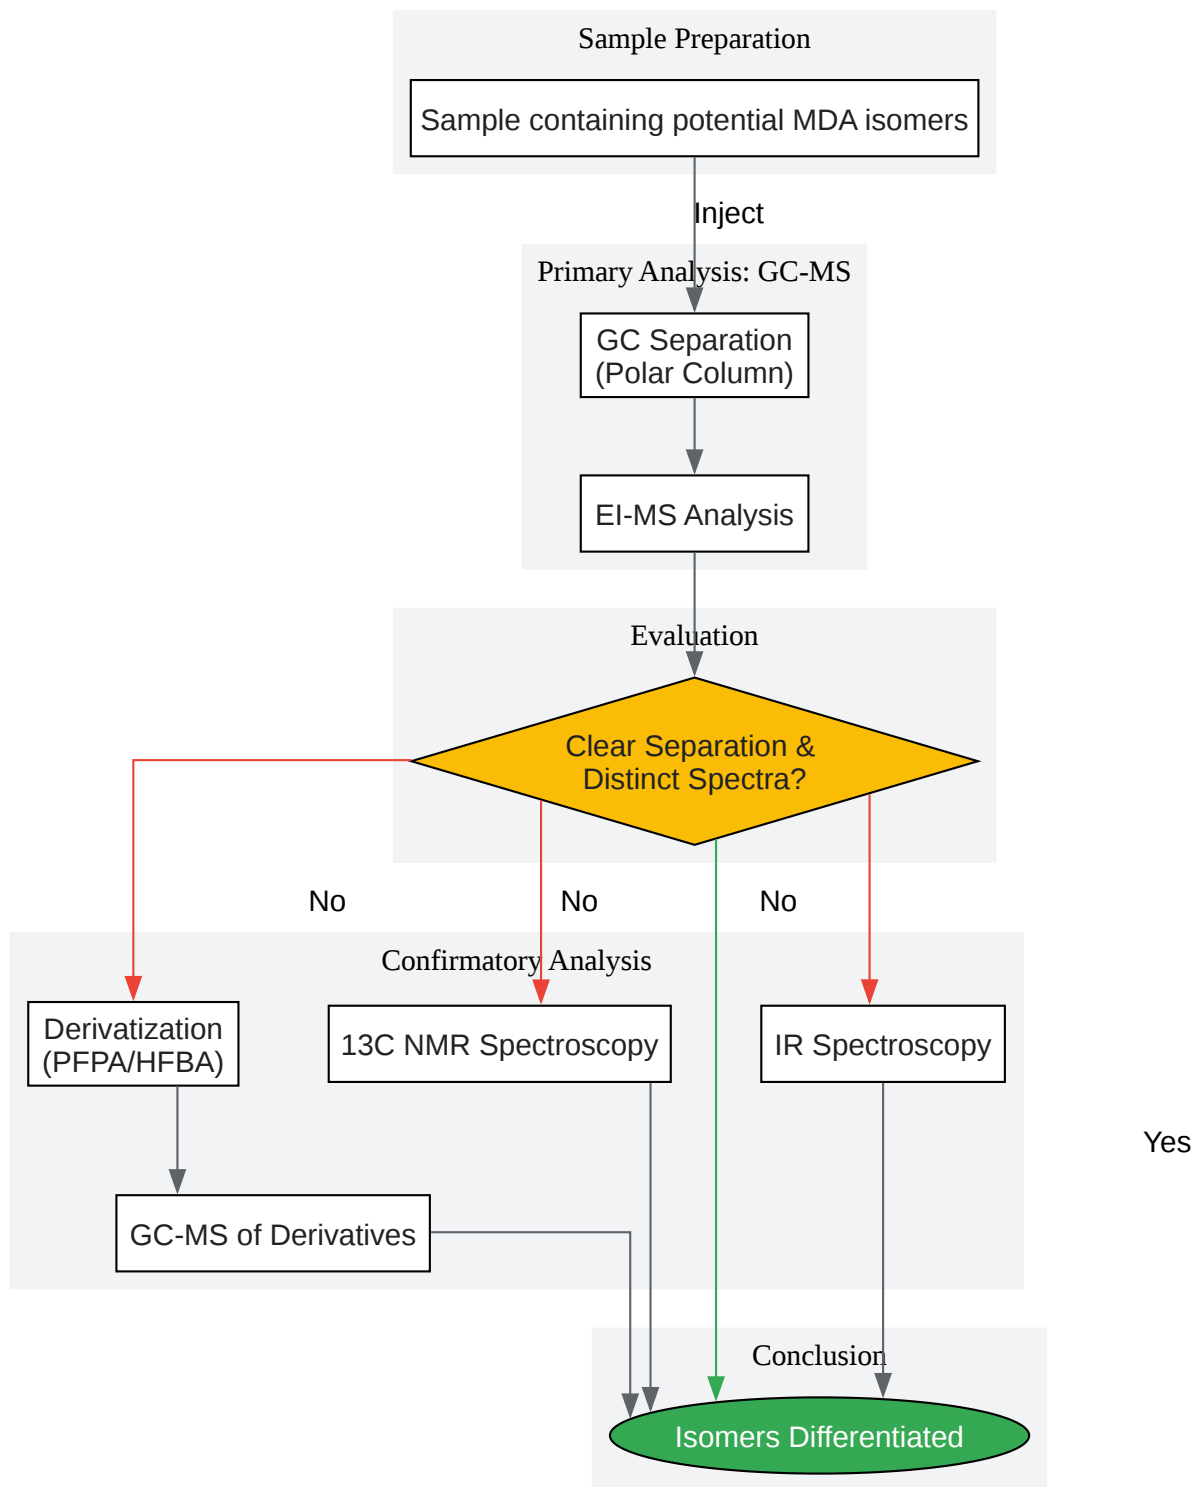 Sample Preparation
Sample containing potential MDA isomers
Inject
Primary Analysis: GC-MS
GC Separation
(Polar Column)
EI-MS Analysis
Evaluation
Clear Separation &
Distinct Spectra?
No
No
No
Confirmatory Analysis
Derivatization
(PFPA/HFBA)
13C NMR Spectroscopy
IR Spectroscopy
Yes
GC-MS of Derivatives
Conclusion
Isomers Differentiated